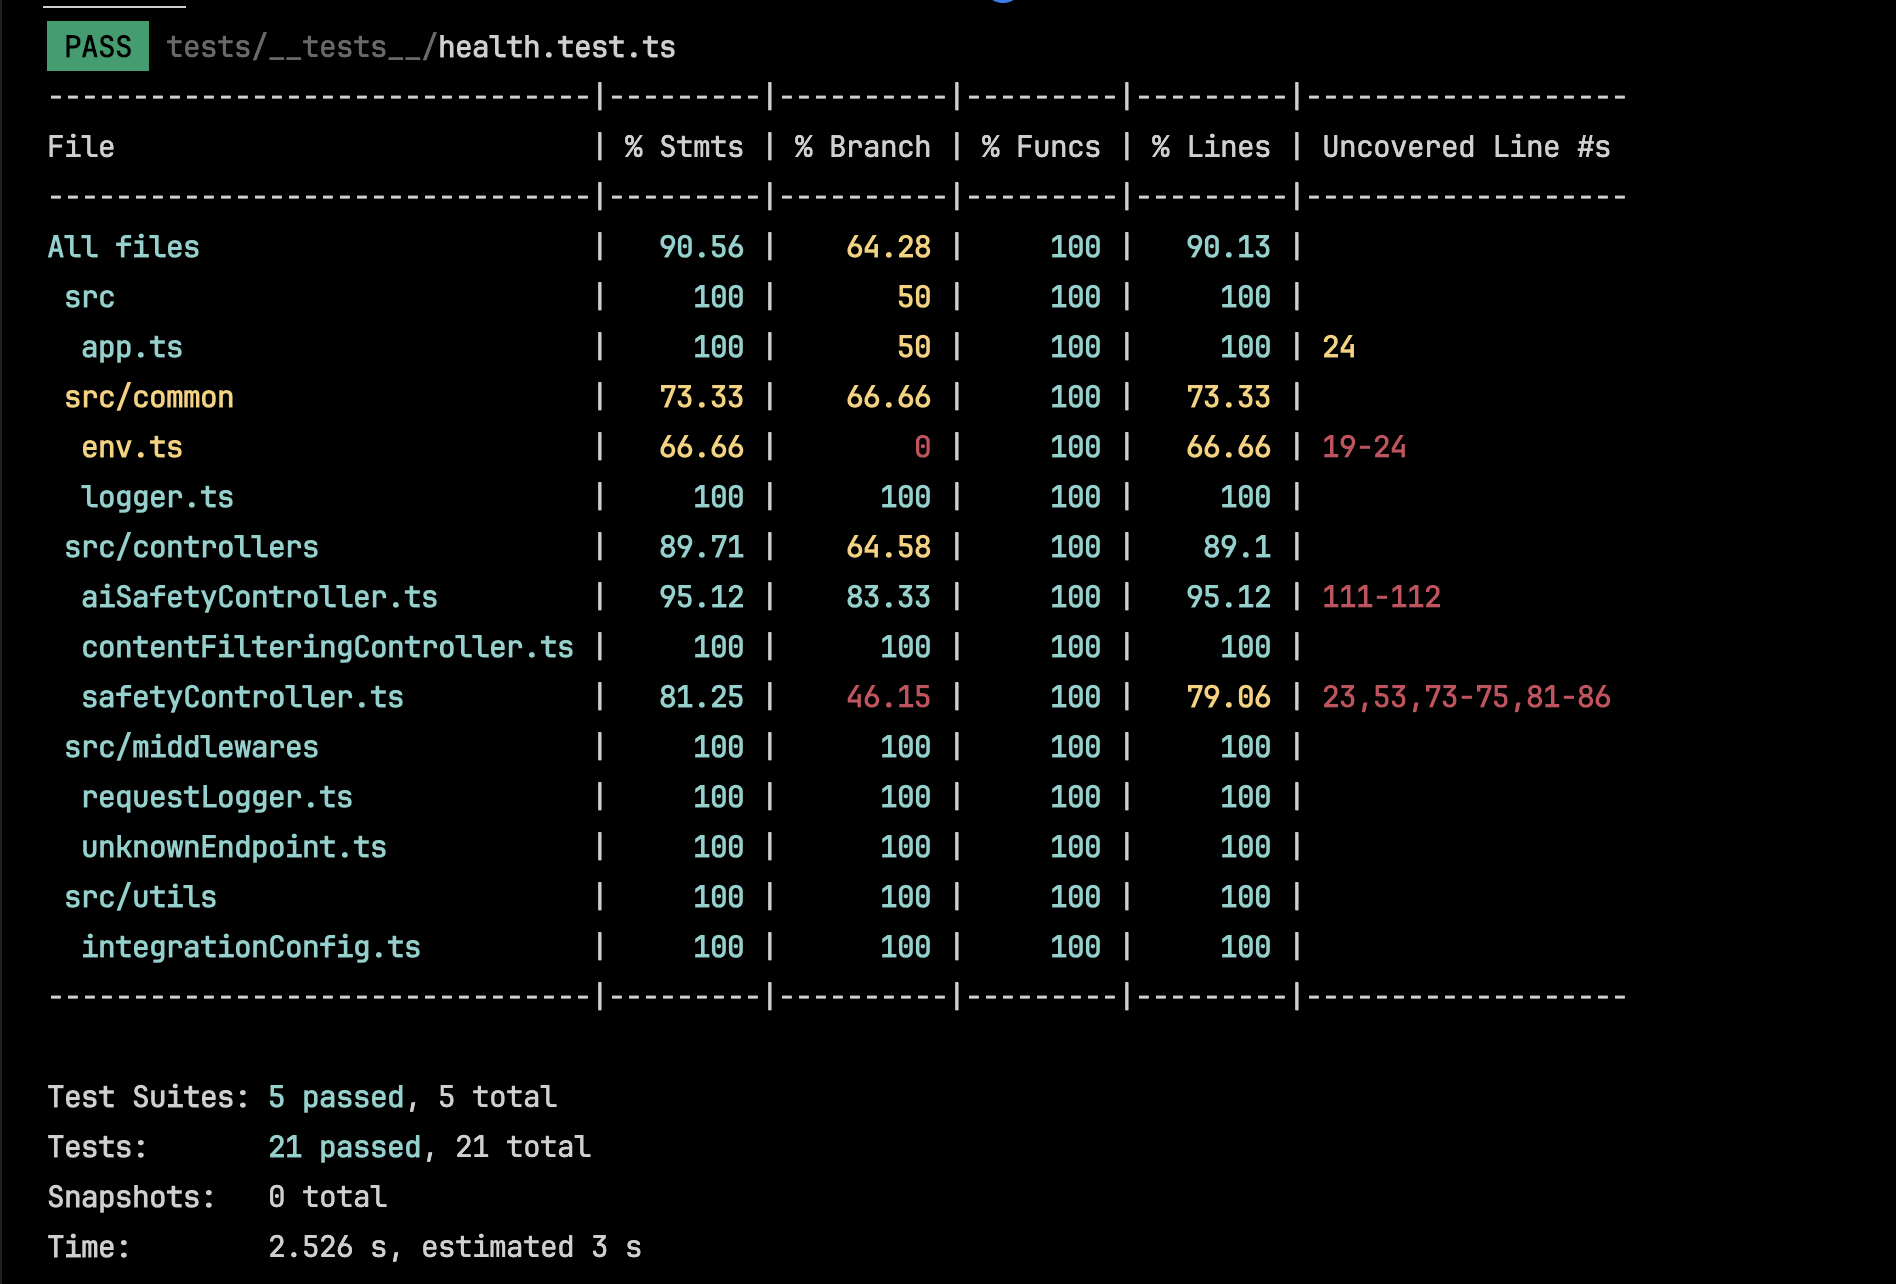 PASS tests/__tests__/health.test.ts
-------------------------------|---------|----------|---------|---------|-------------------
File | % Stmts | % Branch | % Funcs | % Lines | Uncovered Line #s
-------------------------------|---------|----------|---------|---------|-------------------
All files | 90.56 | 64.28 | 100 | 90.13 |
src | 100 | 50 | 100 | 100 |
app.ts | 100 | 50 | 100 | 100 | 24
src/common | 73.33 | 66.66 | 100 | 73.33 |
env.ts | 66.66 | 0 | 100 | 66.66 | 19-24
logger.ts | 100 | 100 | 100 | 100 |
src/controllers | 89.71 | 64.58 | 100 | 89.1 |
aiSafetyController.ts | 95.12 | 83.33 | 100 | 95.12 | 111-112
contentFilteringController.ts | 100 | 100 | 100 | 100 |
safetyController.ts | 81.25 | 46.15 | 100 | 79.06 | 23,53,73-75,81-86
src/middlewares | 100 | 100 | 100 | 100 |
requestLogger.ts | 100 | 100 | 100 | 100 |
unknownEndpoint.ts | 100 | 100 | 100 | 100 |
src/utils | 100 | 100 | 100 | 100 |
integrationConfig.ts | 100 | 100 | 100 | 100 |
-------------------------------|---------|----------|---------|---------|-------------------
Test Suites: 5 passed, 5 total
Tests: 21 passed, 21 total
Snapshots: 0 total
Time: 2.526 s, estimated 3 s